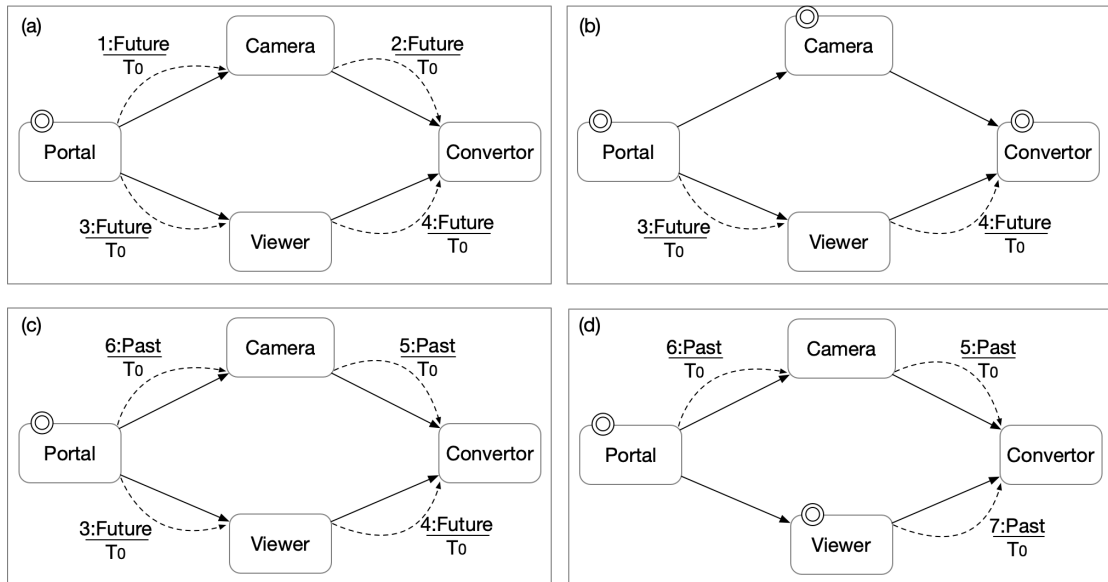 (a)
1:Future
T0
Camera
2:Future
T0
Portal
Convertor
3:Future
T0
Viewer
4:Future
T0
(b)
Camera
Portal
Convertor
3:Future
T0
Viewer
4:Future
T0
(c)
6:Past
T0
Camera
5:Past
T0
Portal
Convertor
3:Future
T0
Viewer
4:Future
T0
(d)
6:Past
T0
Camera
5:Past
T0
Portal
Convertor
Viewer
7:Past
T0